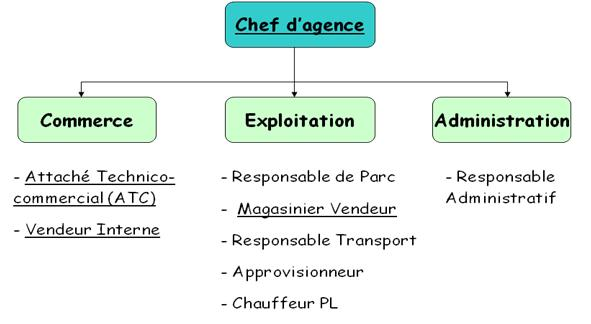 Chef d'agence
Commerce
Exploitation
Administration
- Attaché Technico-
commercial (ATC)
- Vendeur Interne
- Responsable de Parc
- Magasinier Vendeur
- Responsable Transport
- Approvisionneur
- Chauffeur PL
- Responsable
Administratif